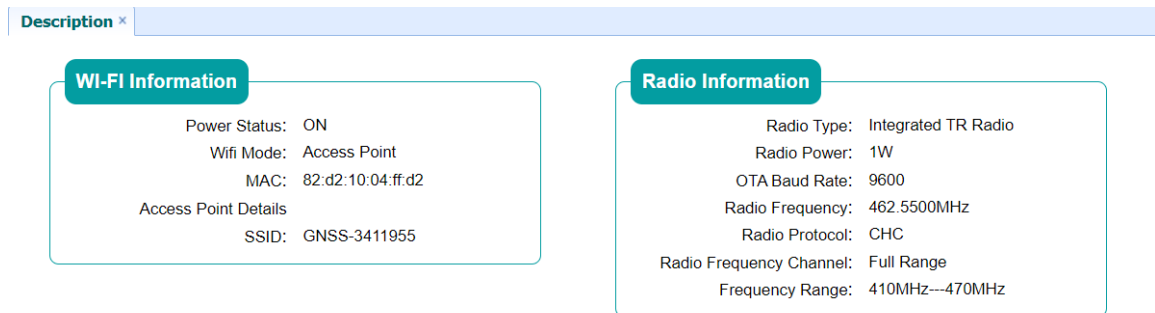 Description ×
WI-FI Information
Power Status: ON
Wifi Mode: Access Point
MAC: 82:d2:10:04:ff:d2
Access Point Details
SSID: GNSS-3411955
Radio Information
Radio Type: Integrated TR Radio
Radio Power: 1W
OTA Baud Rate: 9600
Radio Frequency: 462.5500MHz
Radio Protocol: CHC
Radio Frequency Channel: Full Range
Frequency Range: 410MHz---470MHz